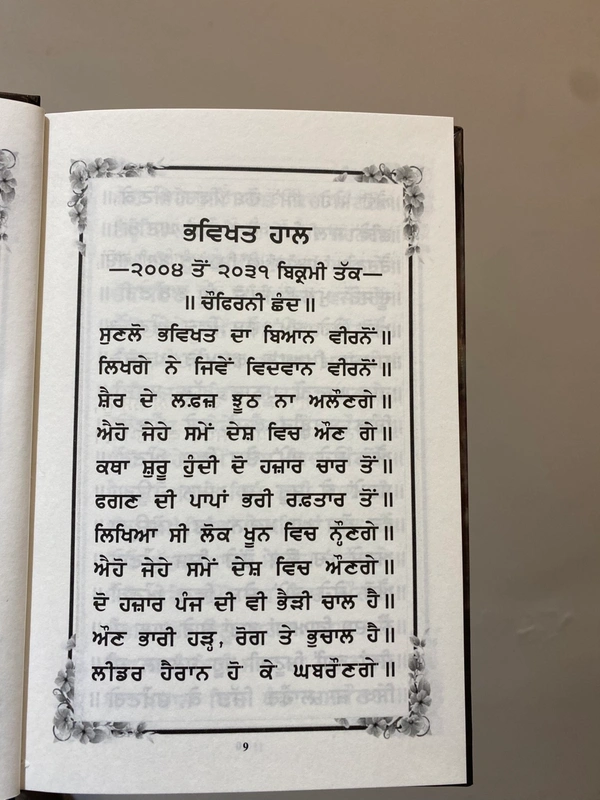 ਭਵਿਖਤ ਹਾਲ
—੨੦੦੪ ਤੋਂ ੨੦੩੧ ਬਿਕ੍ਰਮੀ ਤੱਕ—
॥ ਚੌਫਿਰਨੀ ਛੰਦ॥
ਸੁਣਲੋ ਭਵਿਖਤ ਦਾ ਬਿਆਨ ਵੀਰਨੋਂ॥
ਲਿਖਗੇ ਨੇ ਜਿਵੇਂ ਵਿਦਵਾਨ ਵੀਰਨੋਂ॥
ਸ਼ੈਰ ਦੇ ਲਫ਼ਜ਼ ਝੂਠ ਨਾ ਅਲੌਣਗੇ॥
ਐਹੋ ਜੇਹੇ ਸਮੇਂ ਦੇਸ਼ ਵਿਚ ਔਣ ਗੇ॥
ਕਥਾ ਸ਼ੁਰੂ ਹੁੰਦੀ ਦੋ ਹਜ਼ਾਰ ਚਾਰ ਤੋਂ॥
ਫਗਣ ਦੀ ਪਾਪਾਂ ਭਰੀ ਰਫ਼ਤਾਰ ਤੋਂ॥
ਲਿਖਿਆ ਸੀ ਲੋਕ ਖੂਨ ਵਿਚ ਨ੍ਹੌਣਗੇ॥
ਐਹੋ ਜੇਹੇ ਸਮੇਂ ਦੇਸ਼ ਵਿਚ ਔਣਗੇ॥
ਦੋ ਹਜ਼ਾਰ ਪੰਜ ਦੀ ਵੀ ਭੈੜੀ ਚਾਲ ਹੈ॥
ਔਣ ਭਾਰੀ ਹੜ੍ਹ, ਰੋਗ ਤੇ ਭੁਚਾਲ ਹੈ॥
ਲੀਡਰ ਹੈਰਾਨ ਹੋ ਕੇ ਘਬਰੌਣਗੇ॥
9